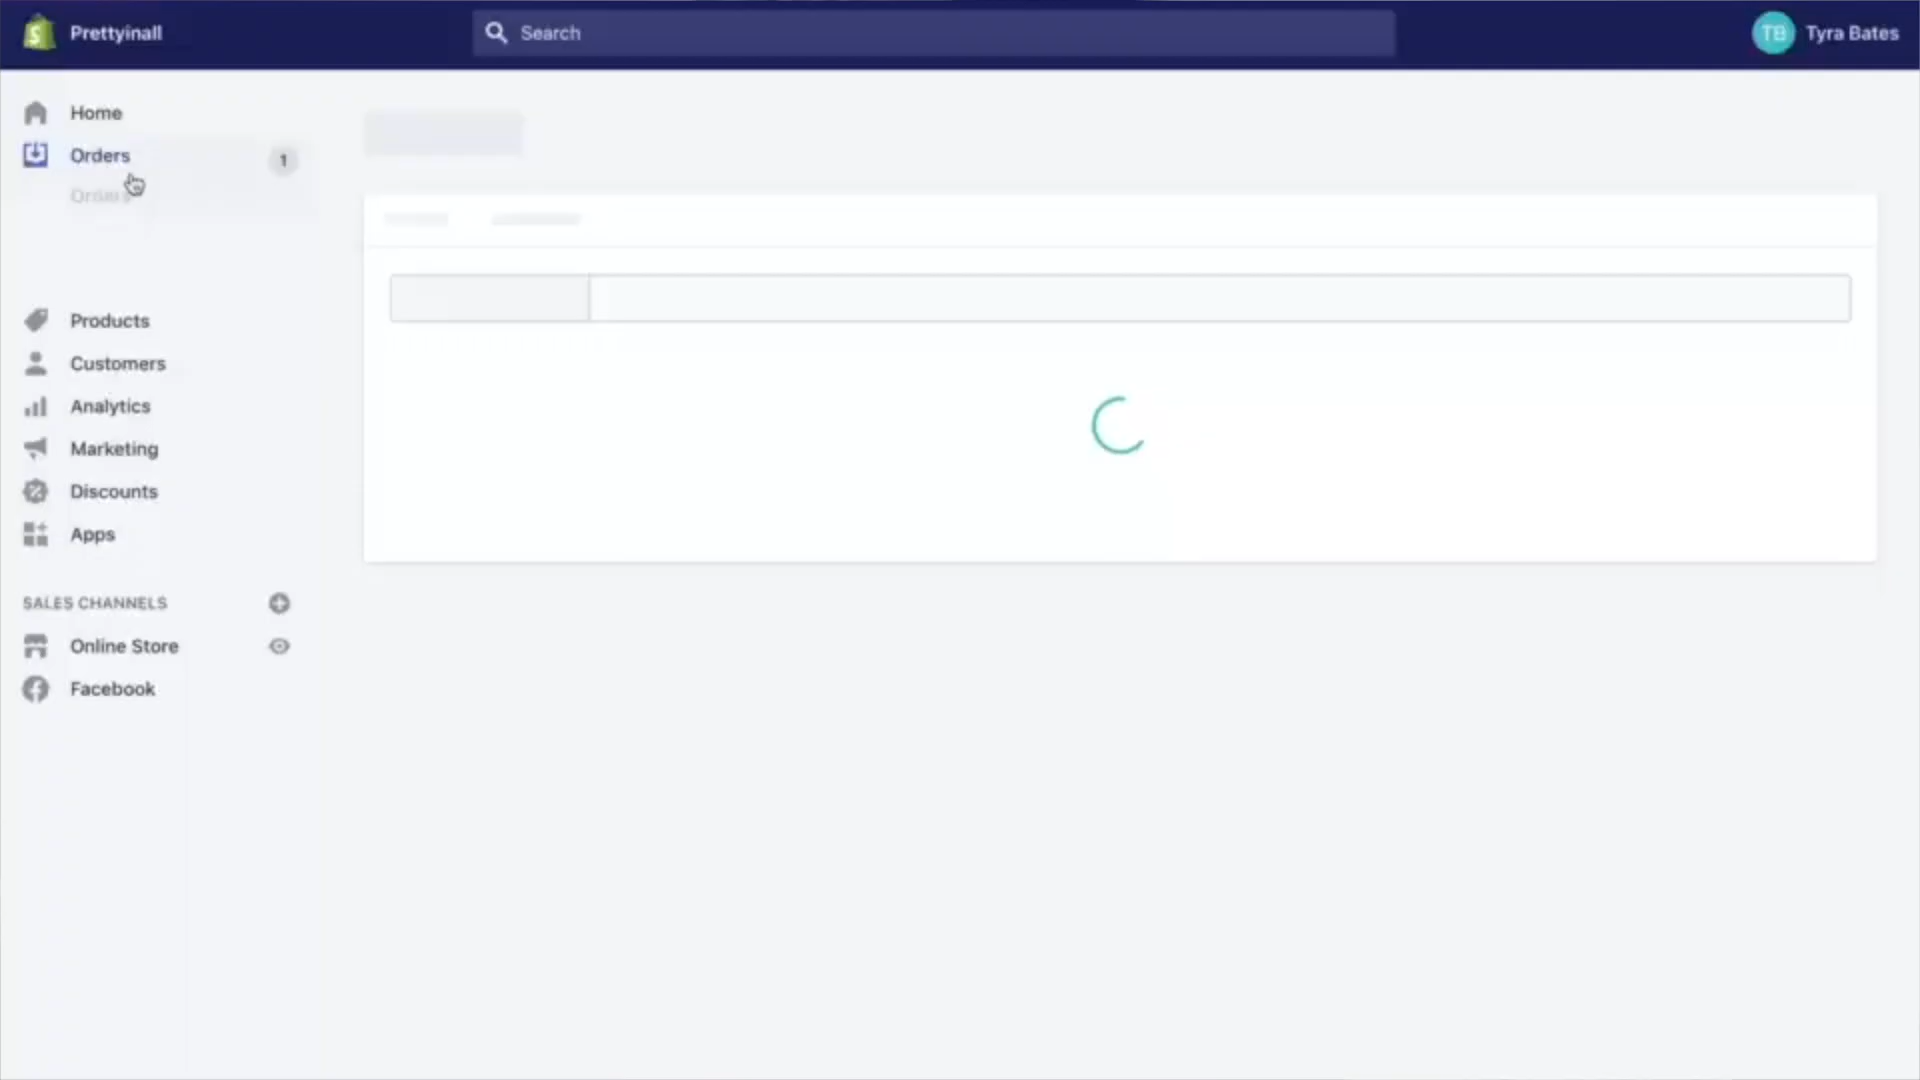 Prettyinall
Search
TB
Tyra Bates
Home
Orders
1
Orders
Products
Customers
Analytics
Marketing
Discounts
Apps
SALES CHANNELS
Online Store
Facebook